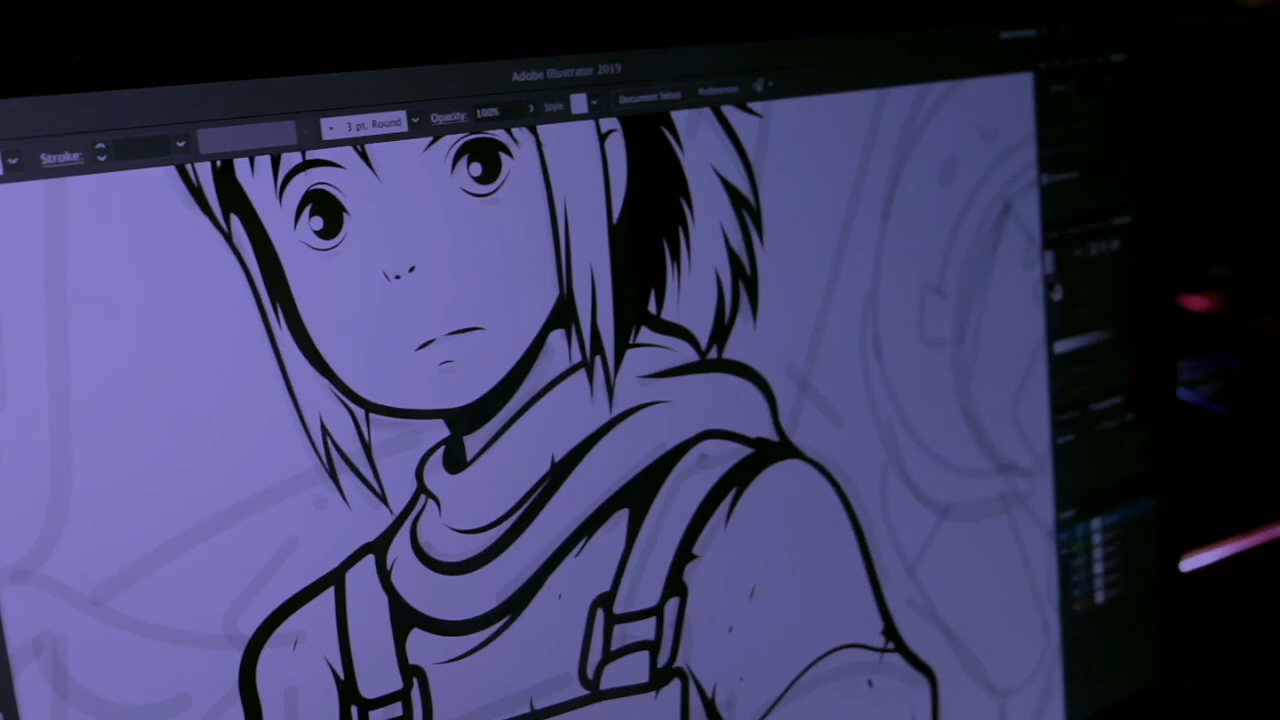 Adobe Illustrator 2019
Stroke: 3 pt. Round Opacity: 100% Style: Document Setup Preferences